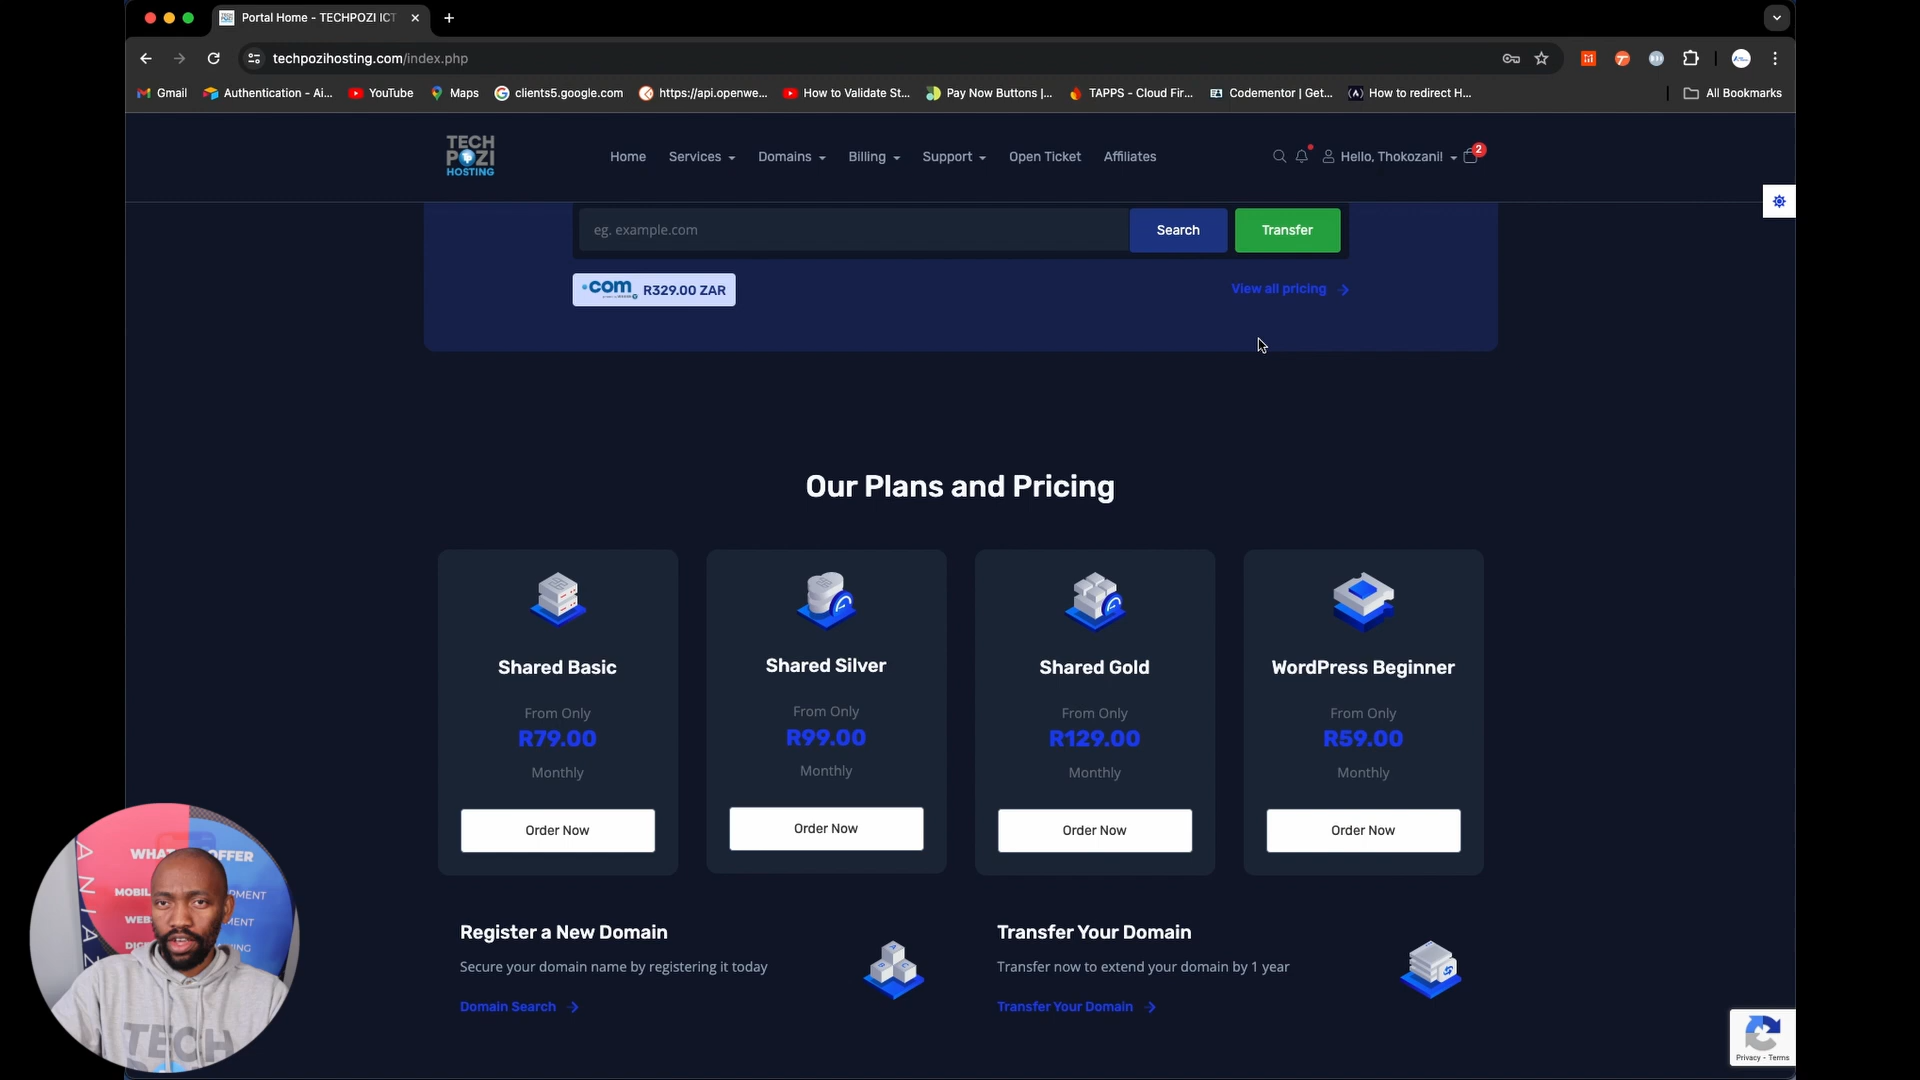 Portal Home - TECHPOZI ICT
techpozihosting.com/index.php
Gmail
Authentication - Ai...
YouTube
Maps
clients5.google.com
https://api.openwe...
How to Validate St...
Pay Now Buttons |...
TAPPS - Cloud Fir...
Codementor | Get...
How to redirect H...
All Bookmarks
TECH
POZI
HOSTING
Home
Services
Domains
Billing
Support
Open Ticket
Affiliates
Hello, Thokozani!
2
eg. example.com
Search
Transfer
.com
R329.00 ZAR
View all pricing
Our Plans and Pricing
Shared Basic
From Only
R79.00
Monthly
Order Now
Shared Silver
From Only
R99.00
Monthly
Order Now
Shared Gold
From Only
R129.00
Monthly
Order Now
WordPress Beginner
From Only
R59.00
Monthly
Order Now
Register a New Domain
Secure your domain name by registering it today
Domain Search
Transfer Your Domain
Transfer now to extend your domain by 1 year
Transfer Your Domain
Privacy - Terms
TECH